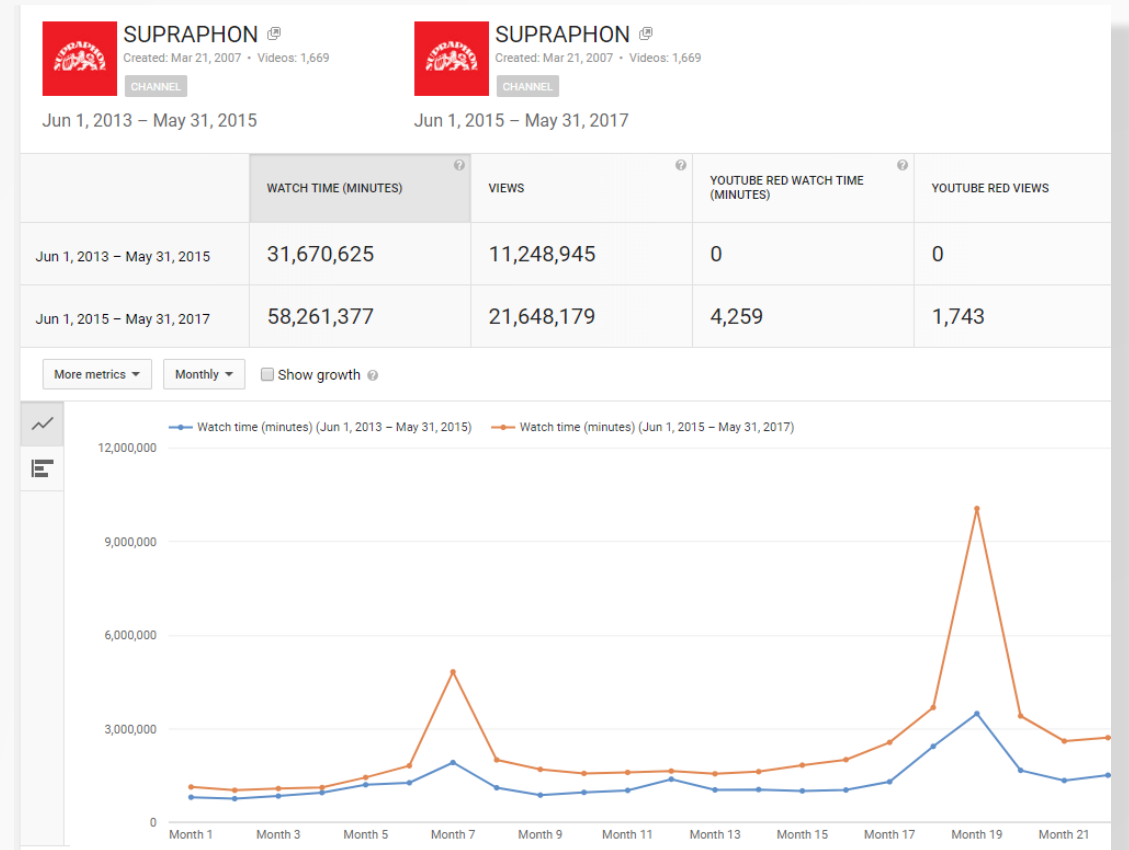 SUPRAPHON
Created: Mar 21, 2007 • Videos: 1,669
CHANNEL
Jun 1, 2013 – May 31, 2015
SUPRAPHON
Created: Mar 21, 2007 • Videos: 1,669
CHANNEL
Jun 1, 2015 – May 31, 2017
SUPRAPHON
SUPRAPHON
WATCH TIME (MINUTES)
VIEWS
YOUTUBE RED WATCH TIME
(MINUTES)
YOUTUBE RED VIEWS
Jun 1, 2013 – May 31, 2015
31,670,625
11,248,945
0
0
Jun 1, 2015 – May 31, 2017
58,261,377
21,648,179
4,259
1,743
More metrics
Monthly
Show growth
Watch time (minutes) (Jun 1, 2013 – May 31, 2015)
Watch time (minutes) (Jun 1, 2015 – May 31, 2017)
12,000,000
9,000,000
6,000,000
3,000,000
0
Month 1
Month 3
Month 5
Month 7
Month 9
Month 11
Month 13
Month 15
Month 17
Month 19
Month 21